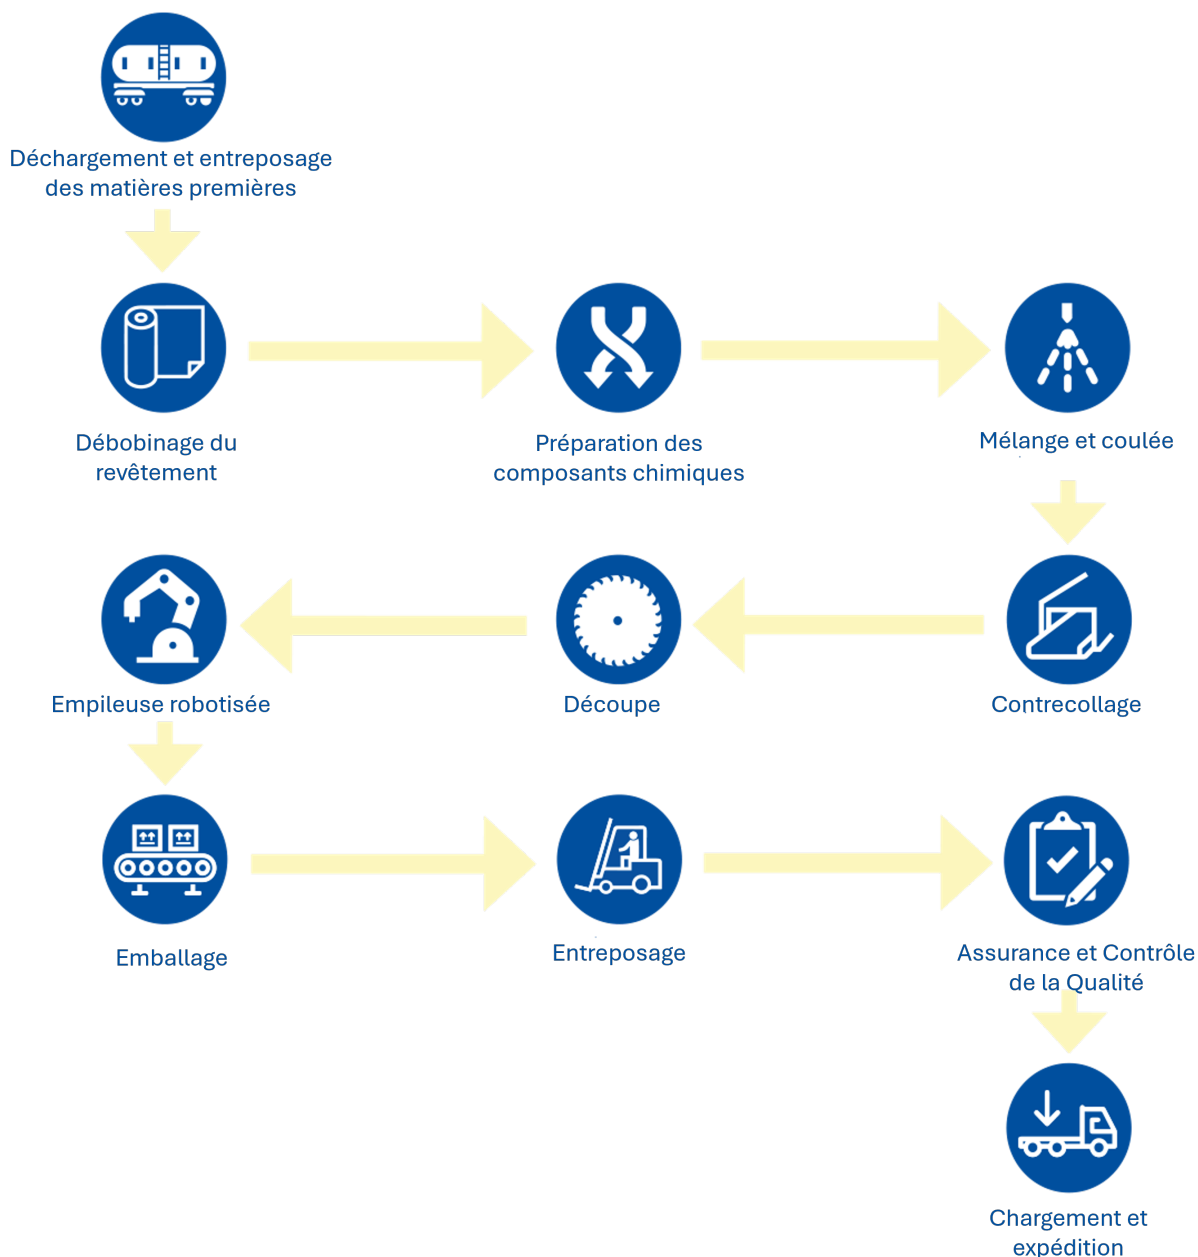 Déchargement et entreposage
des matières premières
Débobinage du
revêtement
Préparation des
composants chimiques
Mélange et coulée
Contrecollage
Découpe
Empileuse robotisée
Emballage
Entreposage
Assurance et Contrôle
de la Qualité
Chargement et
expédition